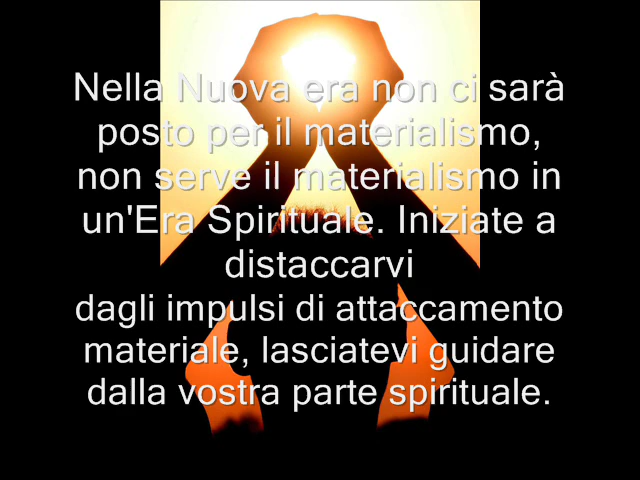 Nella Nuova era non ci sarà
posto per il materialismo,
non serve il materialismo in
un'Era Spirituale. Iniziate a
distaccarvi
dagli impulsi di attaccamento
materiale, lasciatevi guidare
dalla vostra parte spirituale.